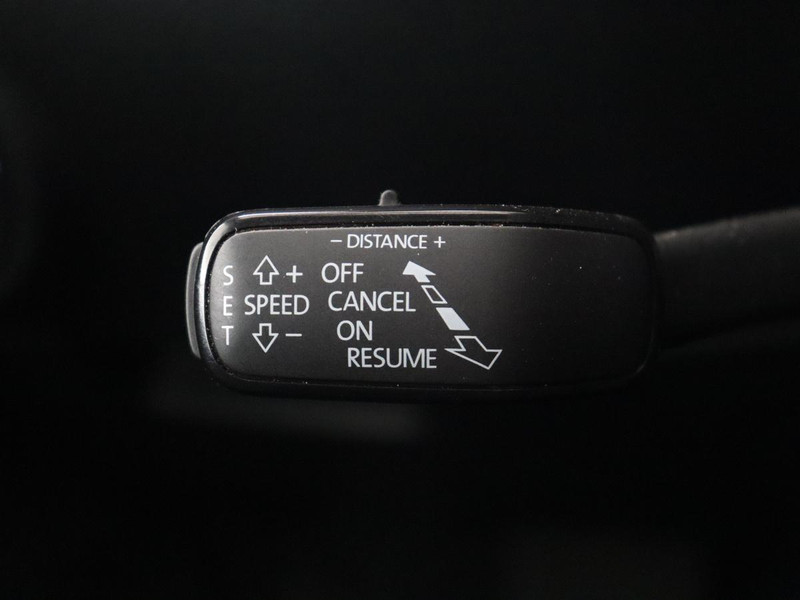 – DISTANCE +
S + OFF
E SPEED CANCEL
T – ON
RESUME